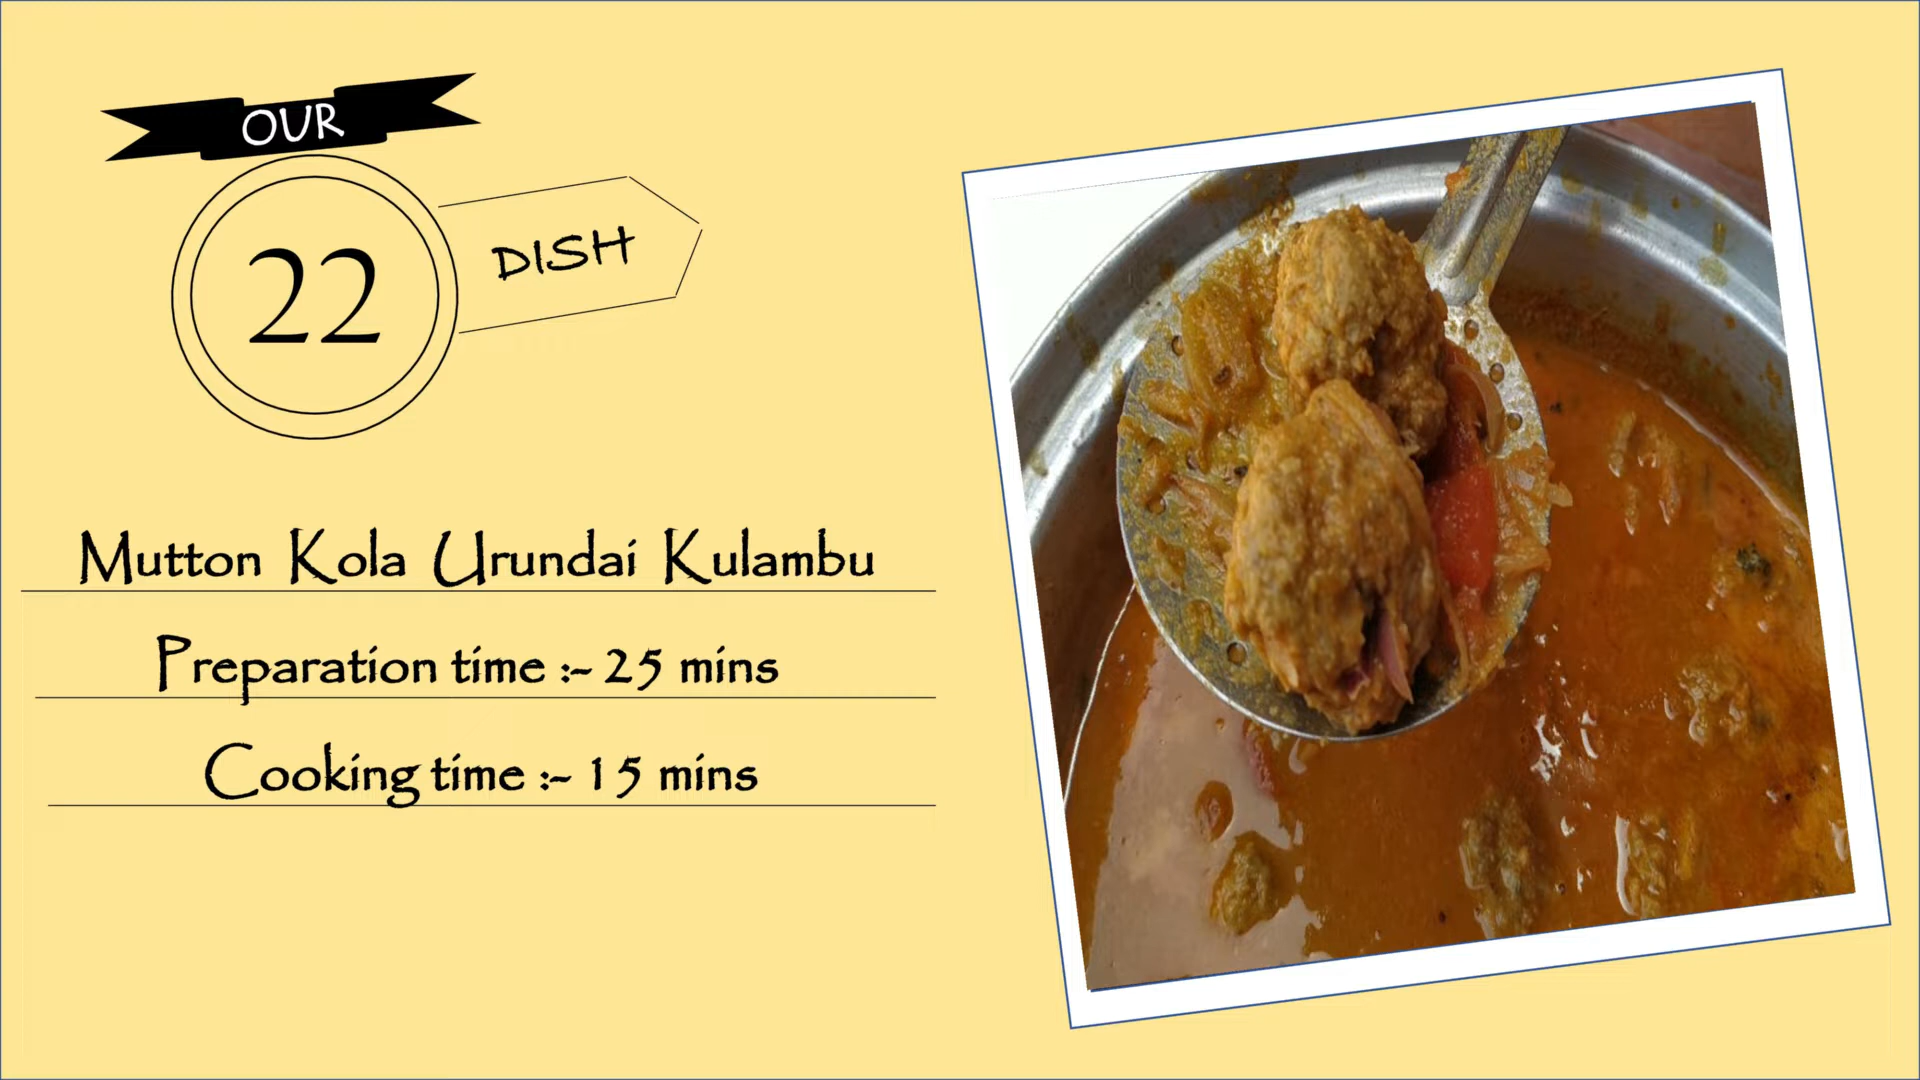 OUR
22
DISH
Mutton Kola Urundai Kulambu
Preparation time :- 25 mins
Cooking time :- 15 mins